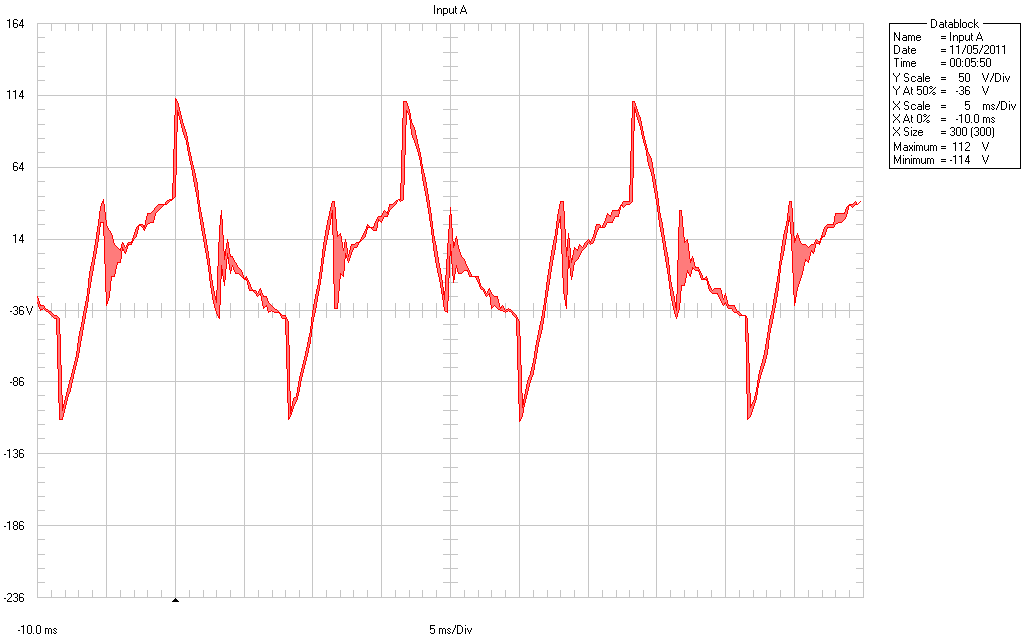 Input A
164
114
64
14
-36 V
-86
-136
-186
-236
-10.0 ms
5 ms/Div
Datablock
Name = Input A
Date = 11/05/2011
Time = 00:05:50
Y Scale = 50 V/Div
Y At 50% = -36 V
X Scale = 5 ms/Div
X At 0% = -10.0 ms
X Size = 300 (300)
Maximum = 112 V
Minimum = -114 V